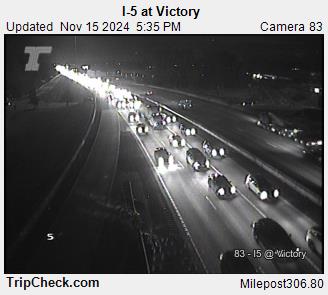 I-5 at Victory
Updated Nov 15 2024 5:35 PM Camera 83
T
S
83 - I5 @ Victory
TripCheck.com Milepost306.80